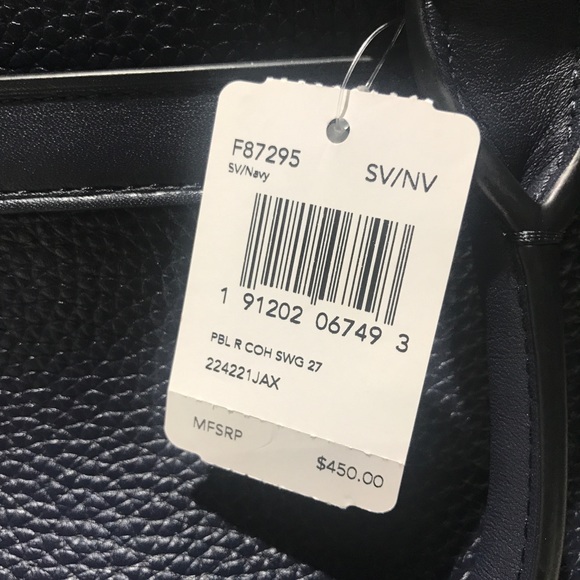 F87295
SV/Navy
SV/NV
1 91202 06749 3
PBL R COH SWG 27
224221JAX
MFSRP
$450.00